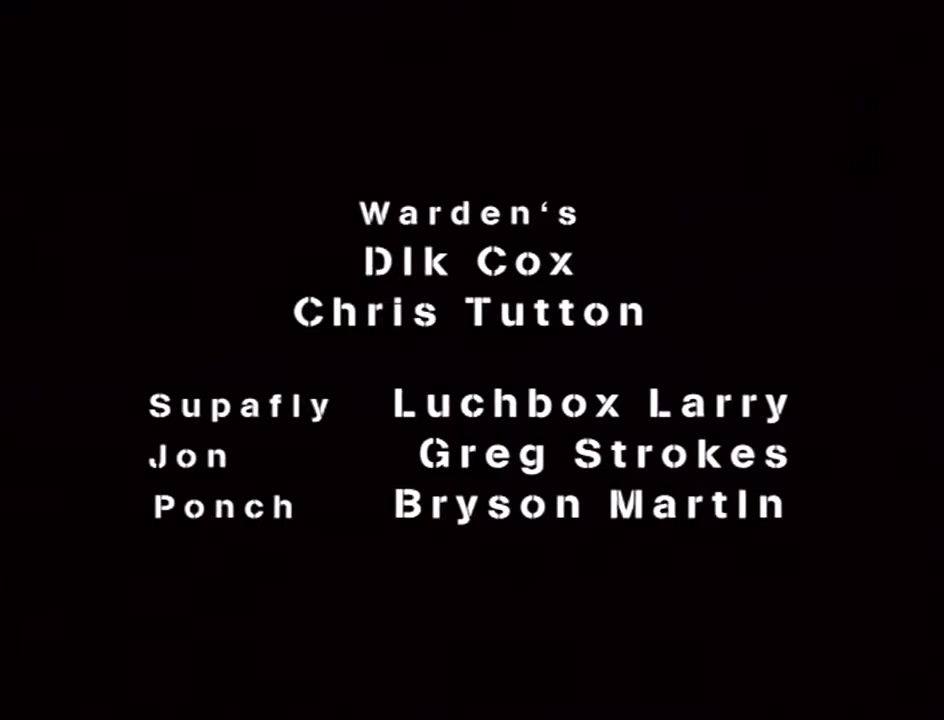 Warden‘s
DIk Cox
Chris Tutton
Supafly Luchbox Larry
Jon Greg Strokes
Ponch Bryson MartIn